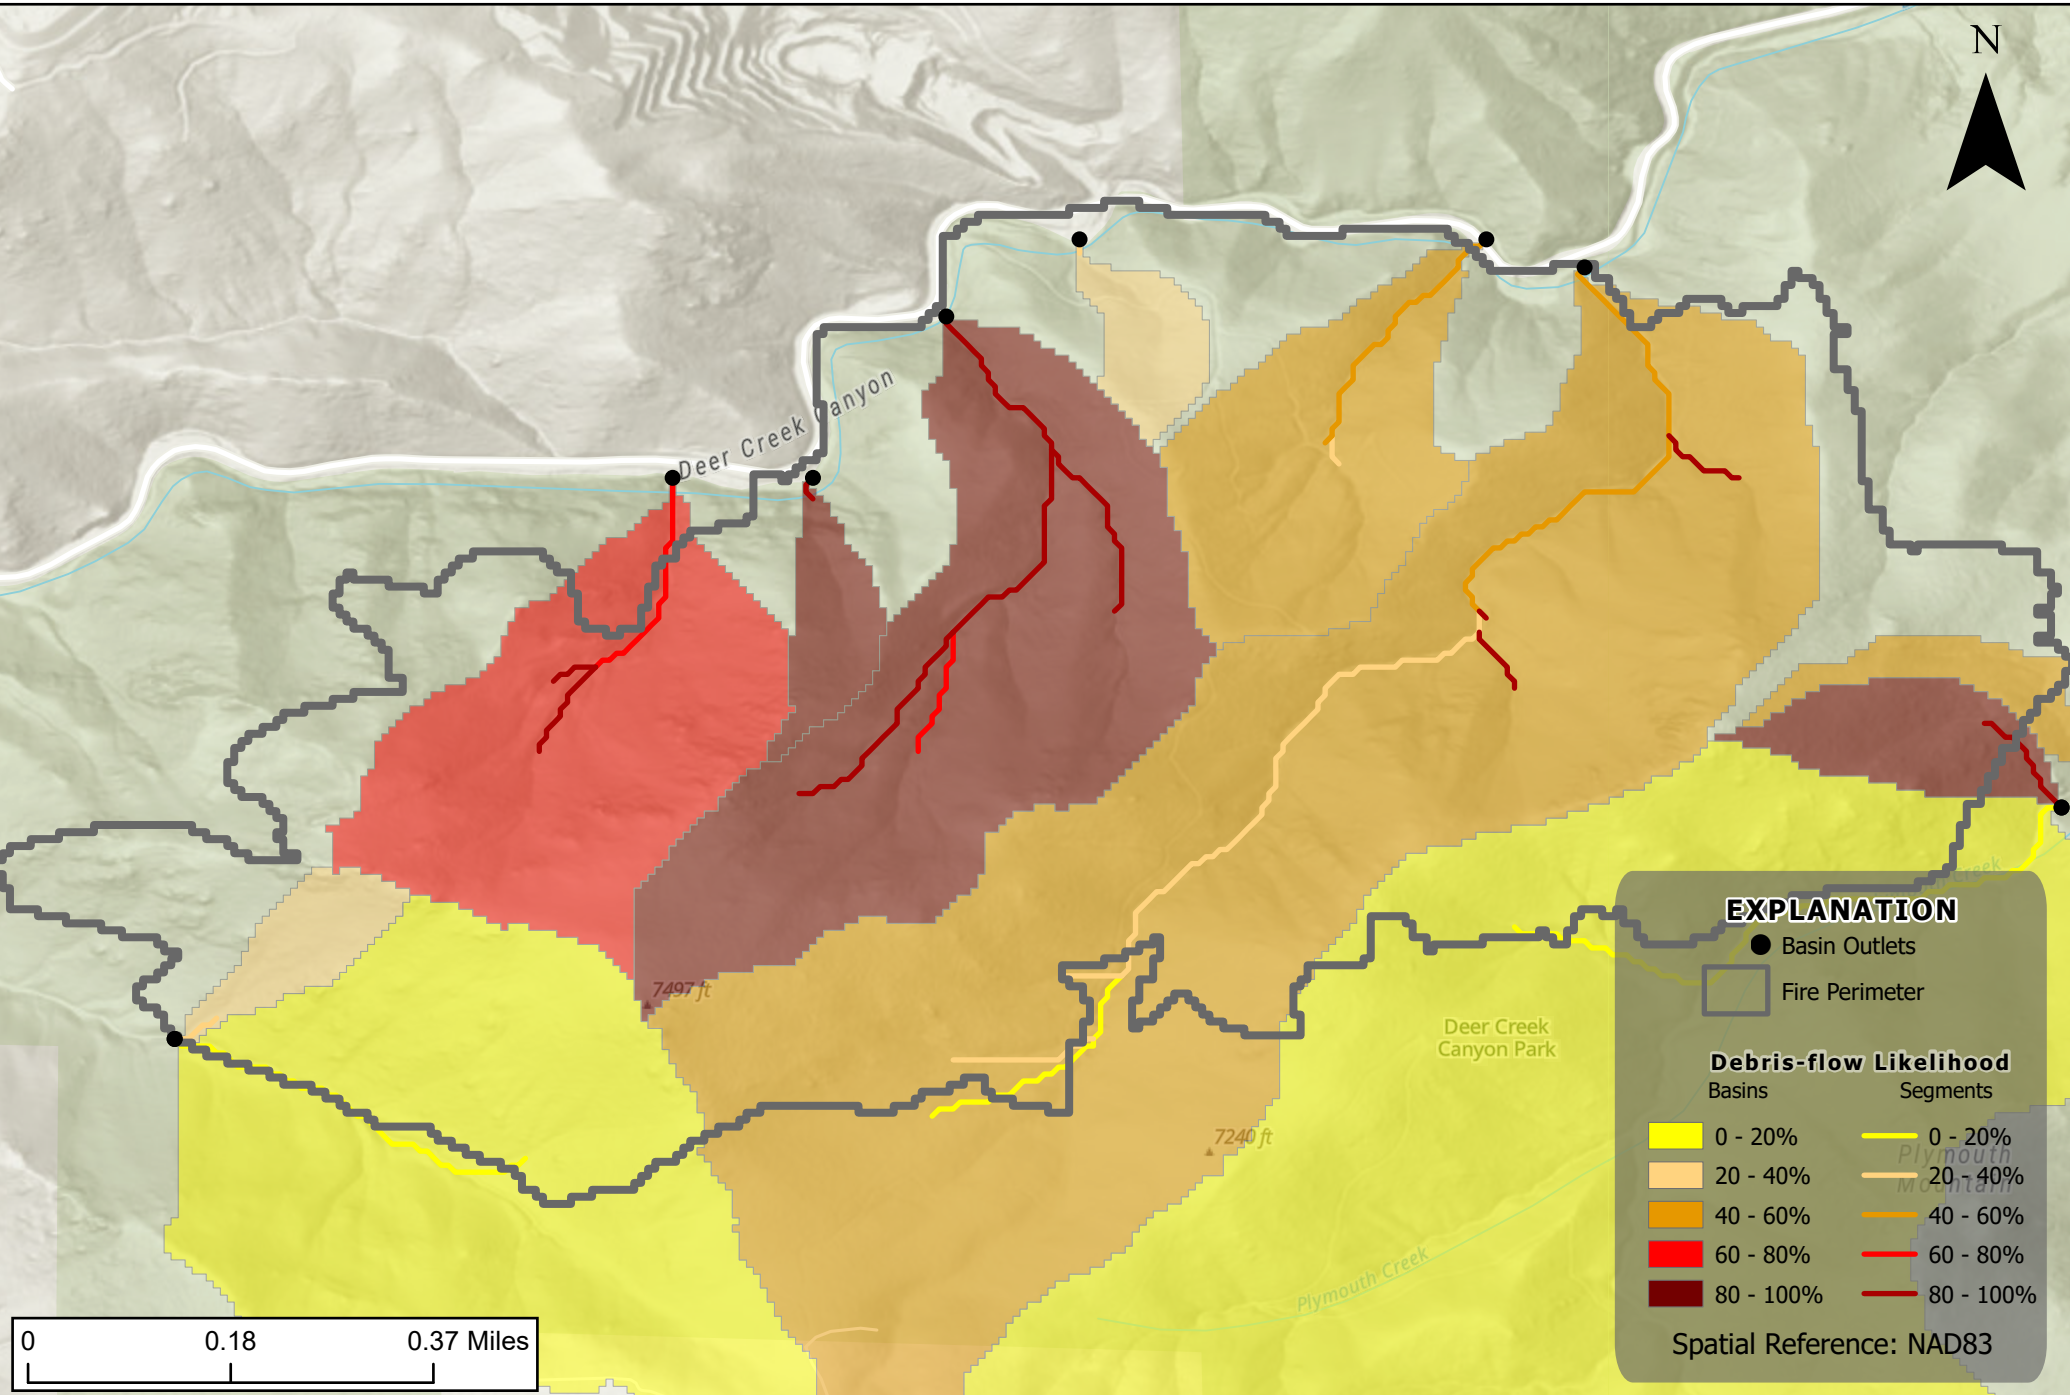 N
Deer Creek Canyon
7497 ft
Deer Creek
Canyon Park
7240 ft
Plymouth Creek
Creek
EXPLANATION
Basin Outlets
Fire Perimeter
Debris-flow Likelihood
Basins Segments
0 - 20% 0 - 20%
Plymouth
20 - 40% 20 - 40%
Mountain
40 - 60% 40 - 60%
60 - 80% 60 - 80%
80 - 100% 80 - 100%
Spatial Reference: NAD83
0 0.18 0.37 Miles